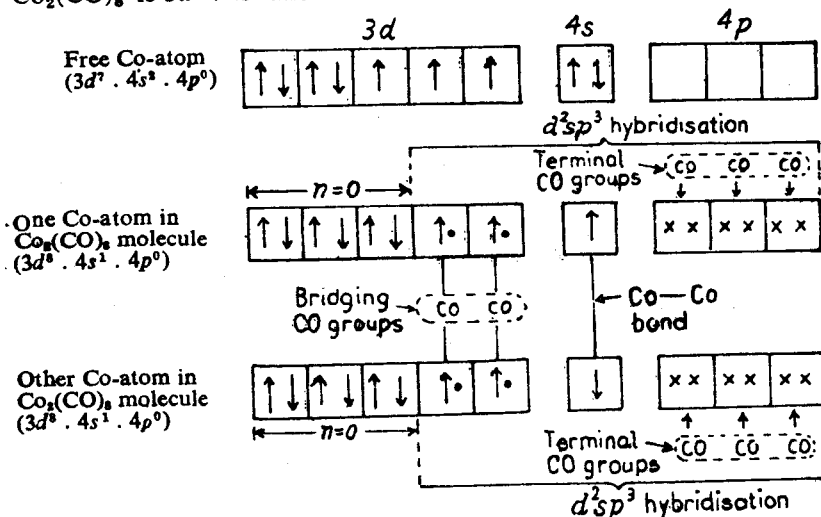 Co₂(CO)₈
3d 4s 4p
Free Co-atom
(3d⁷ . 4s² . 4p⁰)
↑↓ ↑↓ ↑ ↑ ↑ ↑↓
d²sp³ hybridisation
Terminal
CO groups
CO CO CO
n=0
One Co-atom in
Co₂(CO)₈ molecule
(3d⁸ . 4s¹ . 4p⁰)
↑↓ ↑↓ ↑↓ ↑• ↑• ↑ ×× ×× ××
Bridging
CO groups
CO CO
Co—Co
bond
Other Co-atom in
Co₂(CO)₈ molecule
(3d⁸ . 4s¹ . 4p⁰)
↑↓ ↑↓ ↑↓ ↑• ↑• ↓ ×× ×× ××
n=0
Terminal
CO groups
CO CO CO
d²sp³ hybridisation